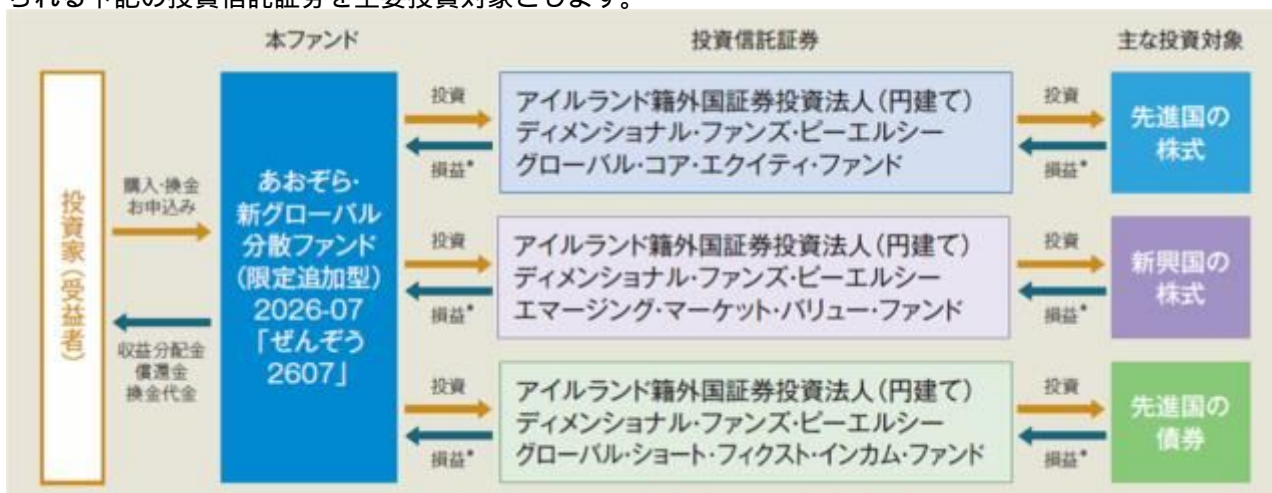 られる下記の投資信託証券を主要投資対象とします。
本ファンド
投資信託証券
主な投資対象
投資家(受益者)
購入・換金
お申込み
収益分配金
償還金
換金代金
あおぞら・
新グローバル
分散ファンド
(限定追加型)
2026-07
「ぜんぞう
2607」
投資
損益*
アイルランド籍外国証券投資法人(円建て)
ディメンショナル・ファンズ・ピーエルシー
グローバル・コア・エクイティ・ファンド
投資
損益*
先進国の
株式
投資
損益*
アイルランド籍外国証券投資法人(円建て)
ディメンショナル・ファンズ・ピーエルシー
エマージング・マーケット・バリュー・ファンド
投資
損益*
新興国の
株式
投資
損益*
アイルランド籍外国証券投資法人(円建て)
ディメンショナル・ファンズ・ピーエルシー
グローバル・ショート・フィクスト・インカム・ファンド
投資
損益*
先進国の
債券